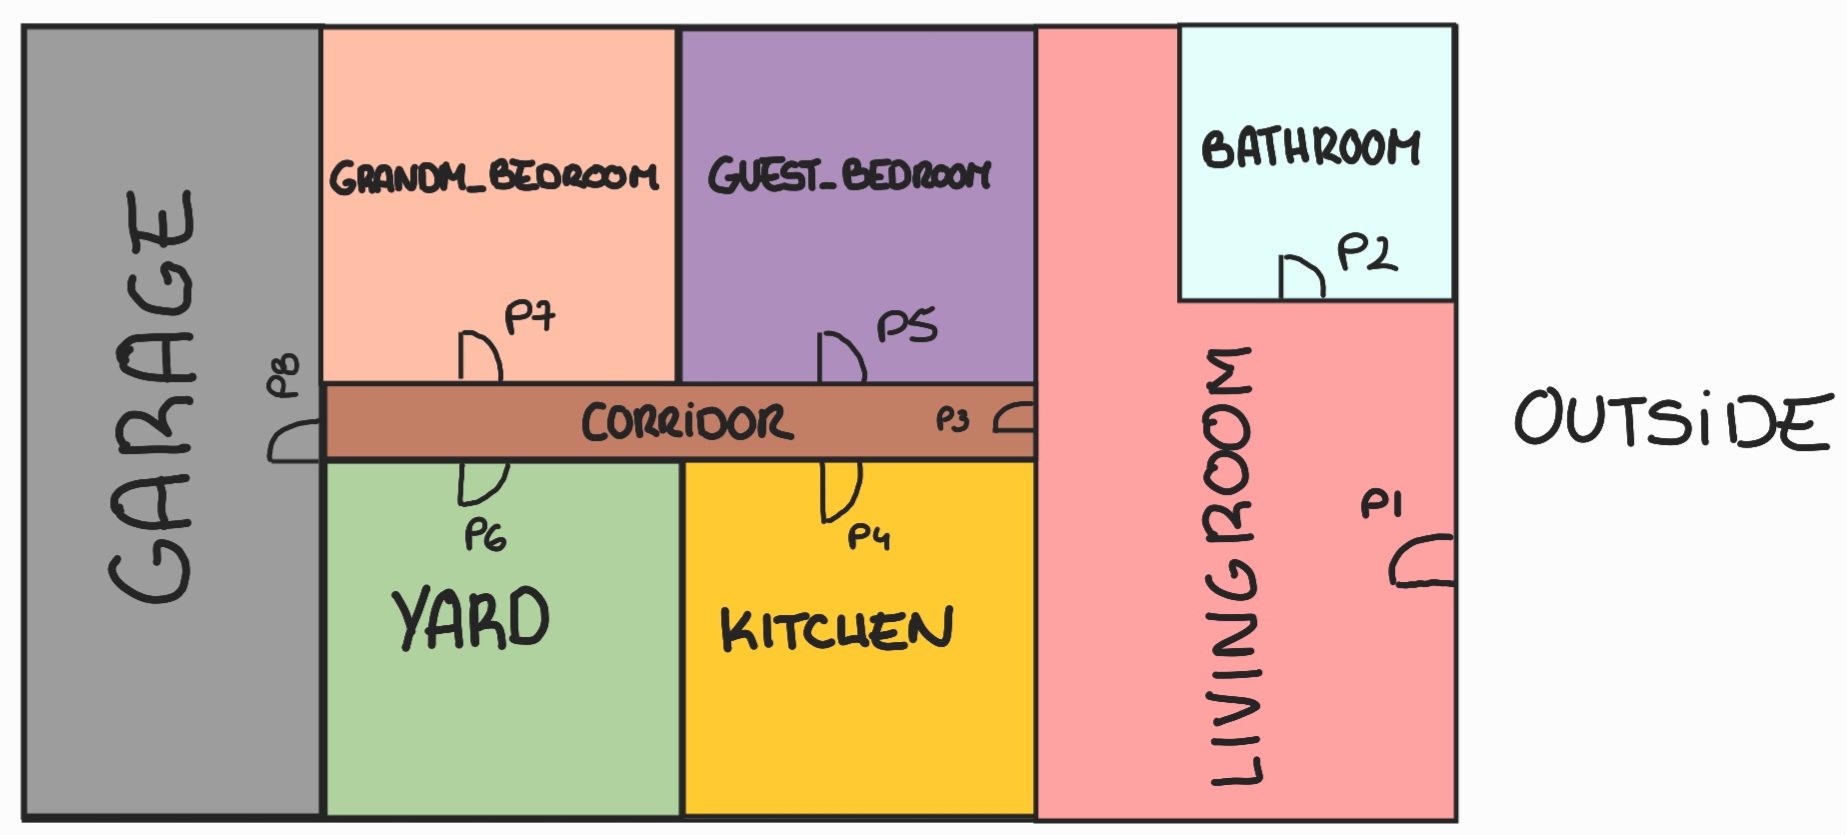 GARAGE
P8
GRANDM_BEDROOM
P7
GUEST_BEDROOM
P5
BATHROOM
P2
CORRiDOR
P3
P6
YARD
P4
KITCHEN
LIVINGROOM
P1
OUTSiDE